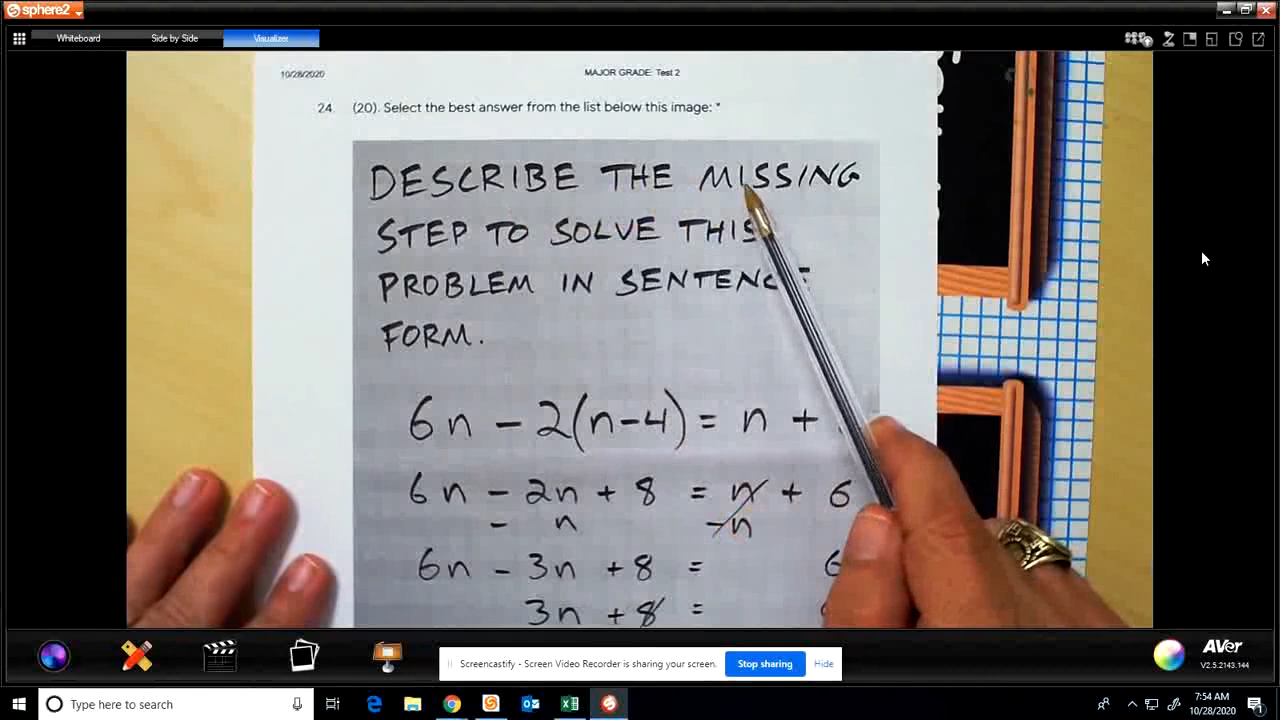 sphere2
Whiteboard Side by Side Visualizer
10/28/2020 MAJOR GRADE: Test 2
24. (20). Select the best answer from the list below this image: *
DESCRIBE THE MISSING
STEP TO SOLVE THIS
PROBLEM IN SENTENCE
FORM.
6n - 2(n-4) = n +
6n - 2n + 8 = n + 6
- n -n
6n - 3n + 8 = 6
3n + 8 =
Screencastify - Screen Video Recorder is sharing your screen. Stop sharing Hide
AVer
V2.5.2143.144
Type here to search
7:54 AM
10/28/2020
1